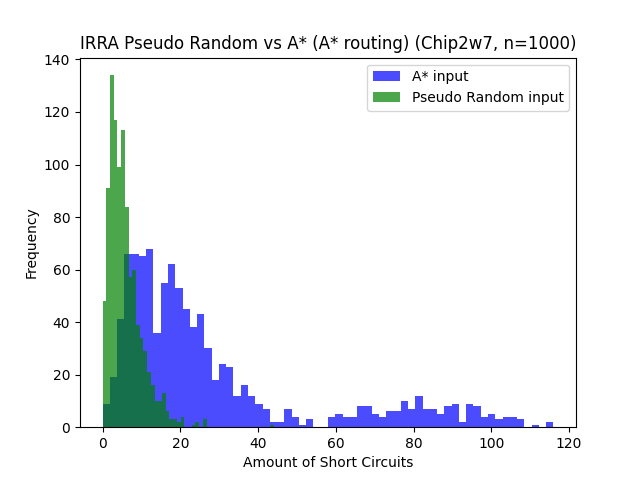 IRRA Pseudo Random vs A* (A* routing) (Chip2w7, n=1000)
A* input
Pseudo Random input
Frequency
140
120
100
80
60
40
20
0
0 20 40 60 80 100 120
Amount of Short Circuits